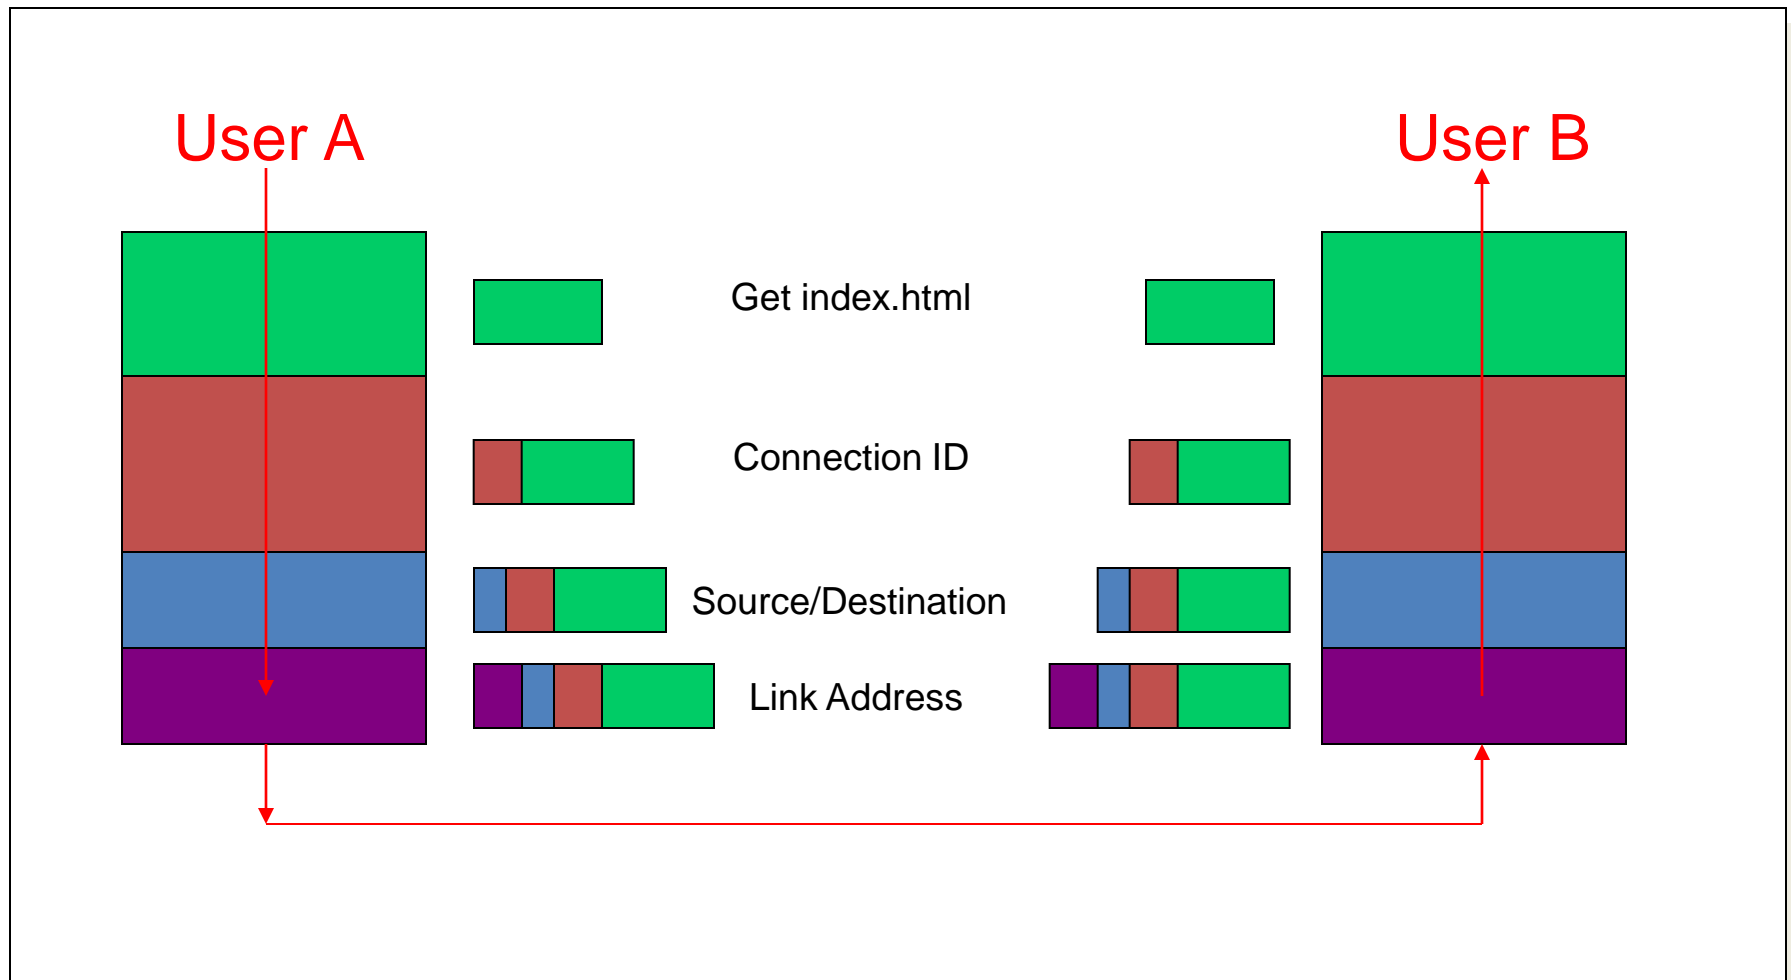 User A
User B
Get index.html
Connection ID
Source/Destination
Link Address